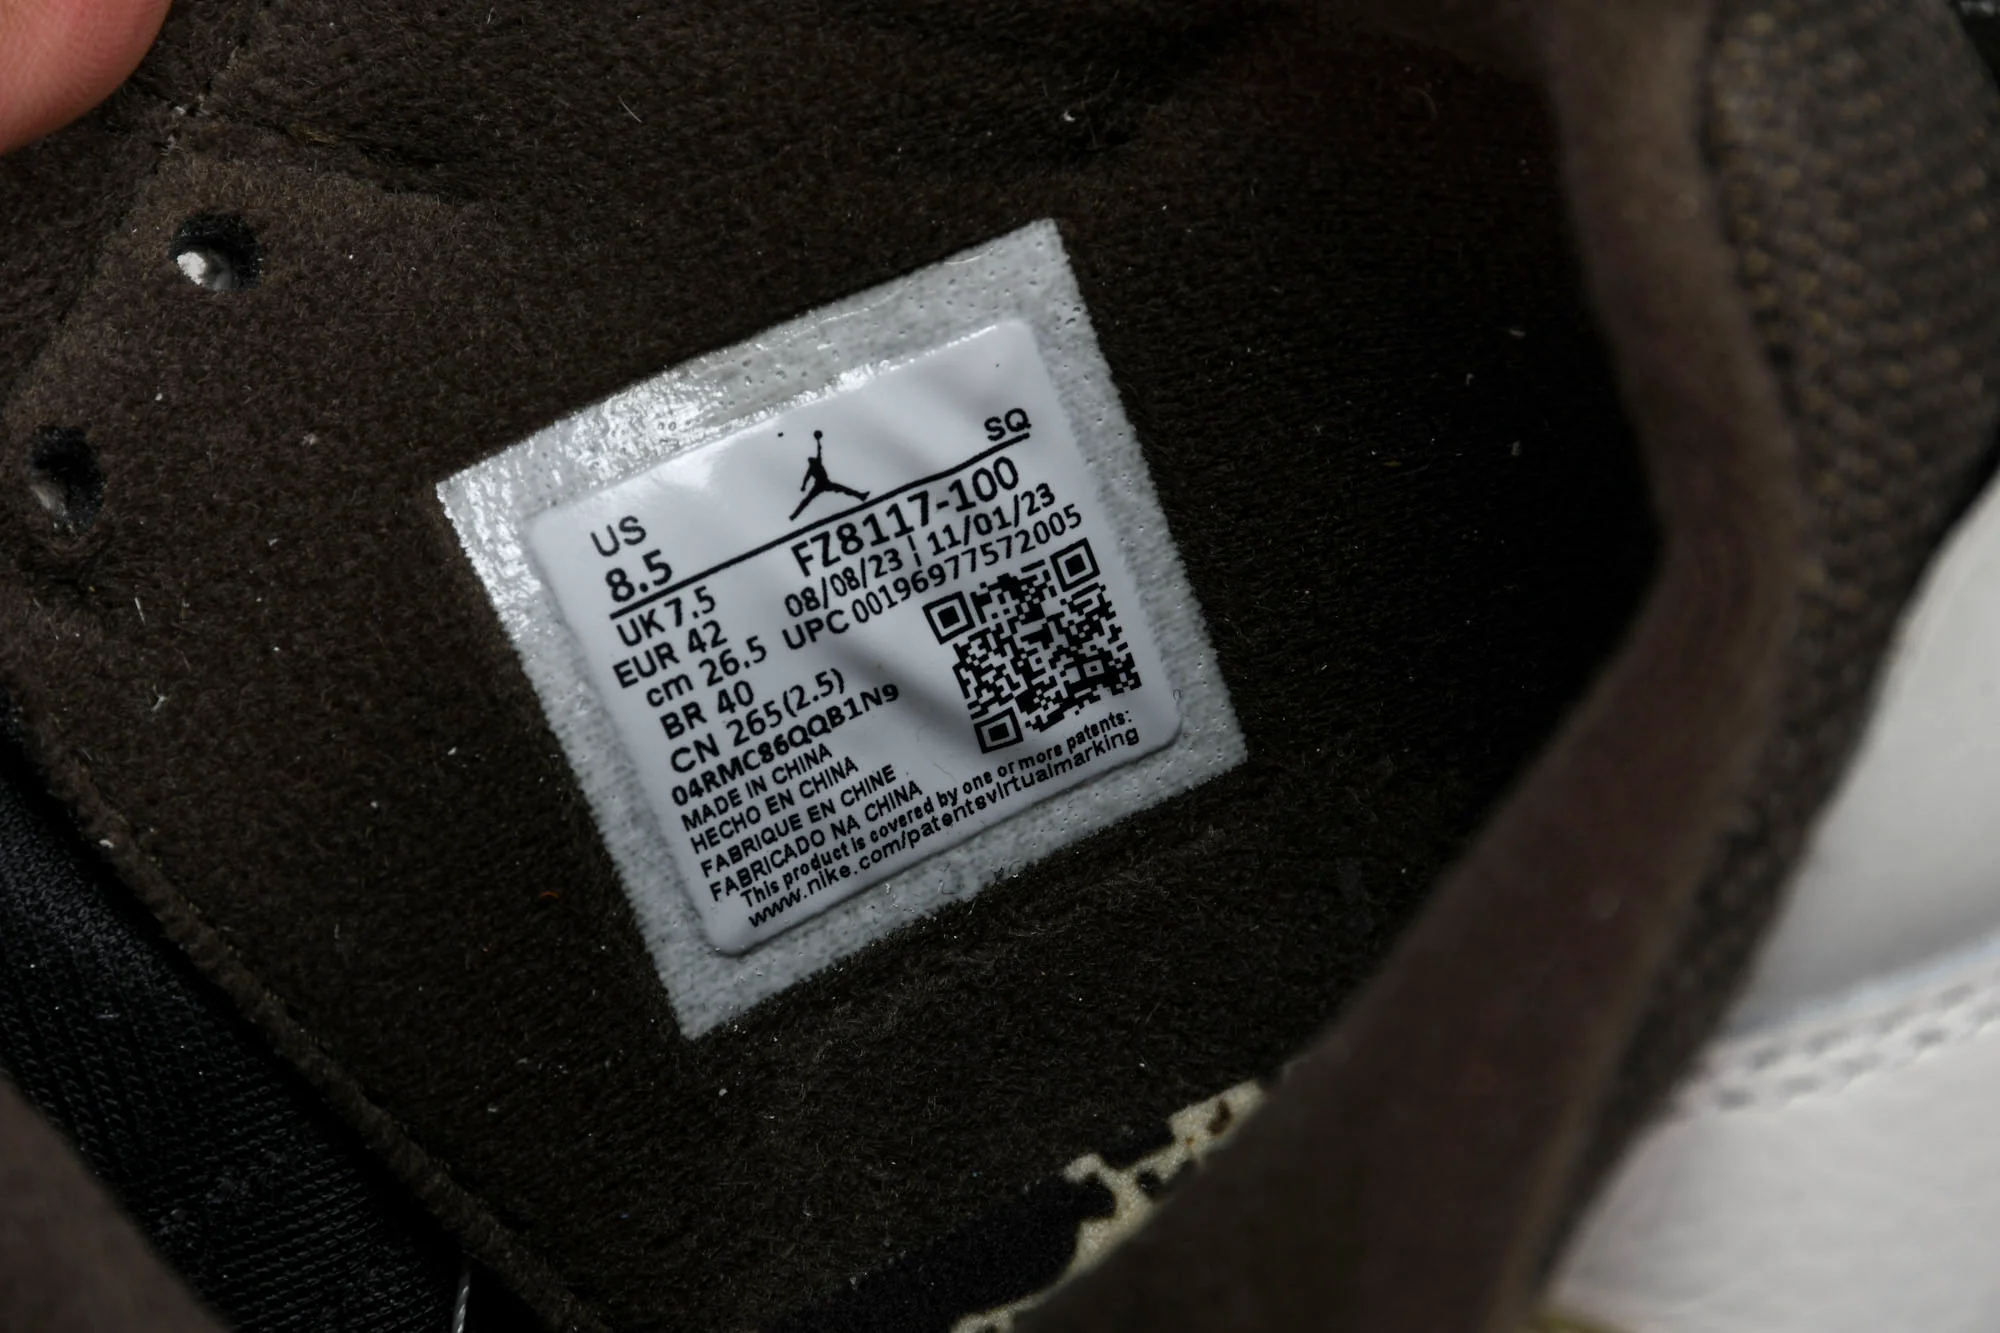 US
8.5
SQ
FZ8117-100
08/08/23 | 11/01/23
UPC 00196977572005
UK 7.5
EUR 42
cm 26.5
BR 40
CN 265(2.5)
04RMC86QQB1N9
MADE IN CHINA
HECHO EN CHINA
FABRIQUE EN CHINE
FABRICADO NA CHINA
This product is covered by one or more patents:
www.nike.com/patentsvirtualmarking